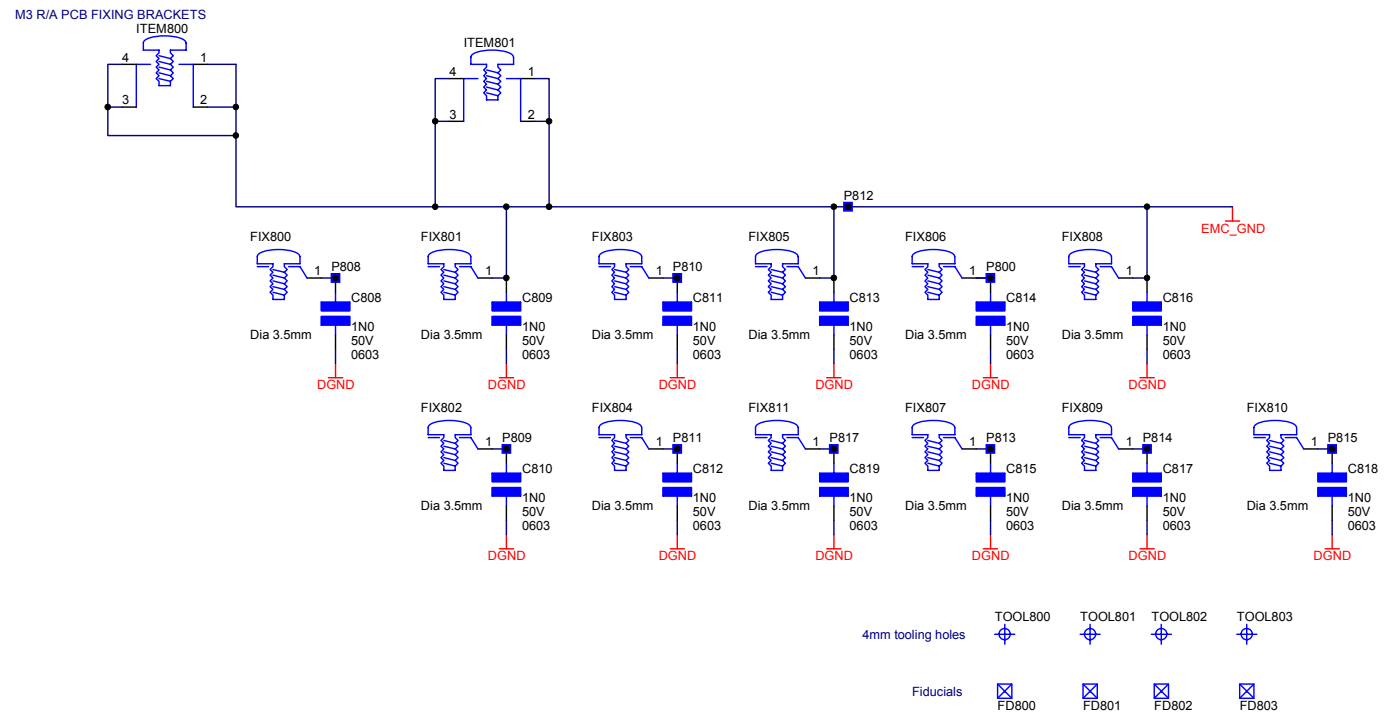 M3 R/A PCB FIXING BRACKETS
ITEM800
4
1
3
2
ITEM801
4
1
3
2
P812
EMC_GND
FIX800
1
P808
C808
Dia 3.5mm
1N0
50V
0603
DGND
FIX801
1
C809
Dia 3.5mm
1N0
50V
0603
DGND
FIX803
1
P810
C811
Dia 3.5mm
1N0
50V
0603
DGND
FIX805
1
C813
Dia 3.5mm
1N0
50V
0603
DGND
FIX806
1
P800
C814
Dia 3.5mm
1N0
50V
0603
DGND
FIX808
1
C816
Dia 3.5mm
1N0
50V
0603
DGND
FIX802
1
P809
C810
Dia 3.5mm
1N0
50V
0603
DGND
FIX804
1
P811
C812
Dia 3.5mm
1N0
50V
0603
DGND
FIX811
1
P817
C819
Dia 3.5mm
1N0
50V
0603
DGND
FIX807
1
P813
C815
Dia 3.5mm
1N0
50V
0603
DGND
FIX809
1
P814
C817
Dia 3.5mm
1N0
50V
0603
DGND
FIX810
1
P815
C818
Dia 3.5mm
1N0
50V
0603
DGND
4mm tooling holes
TOOL800
TOOL801
TOOL802
TOOL803
Fiducials
FD800
FD801
FD802
FD803